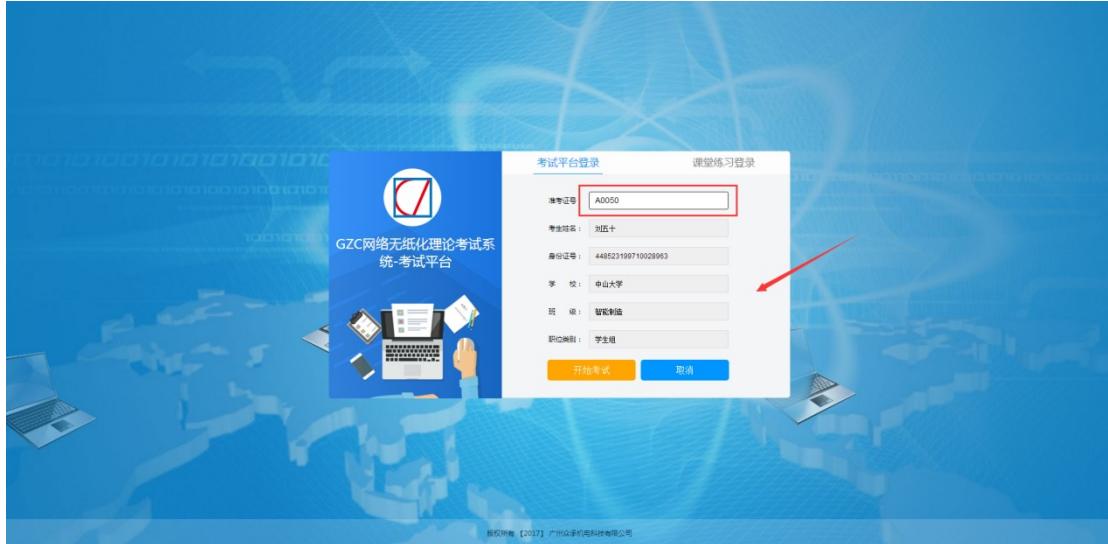 考试平台登录
课堂练习登录
GZC网络无纸化理论考试系
统-考试平台
准考证号
A0050
考生姓名：
刘五十
身份证号：
448523199710028963
学 校：
中山大学
班 级：
智能制造
职位类别：
学生组
开始考试
取消
版权所有 【2017】 广州众承机电科技有限公司